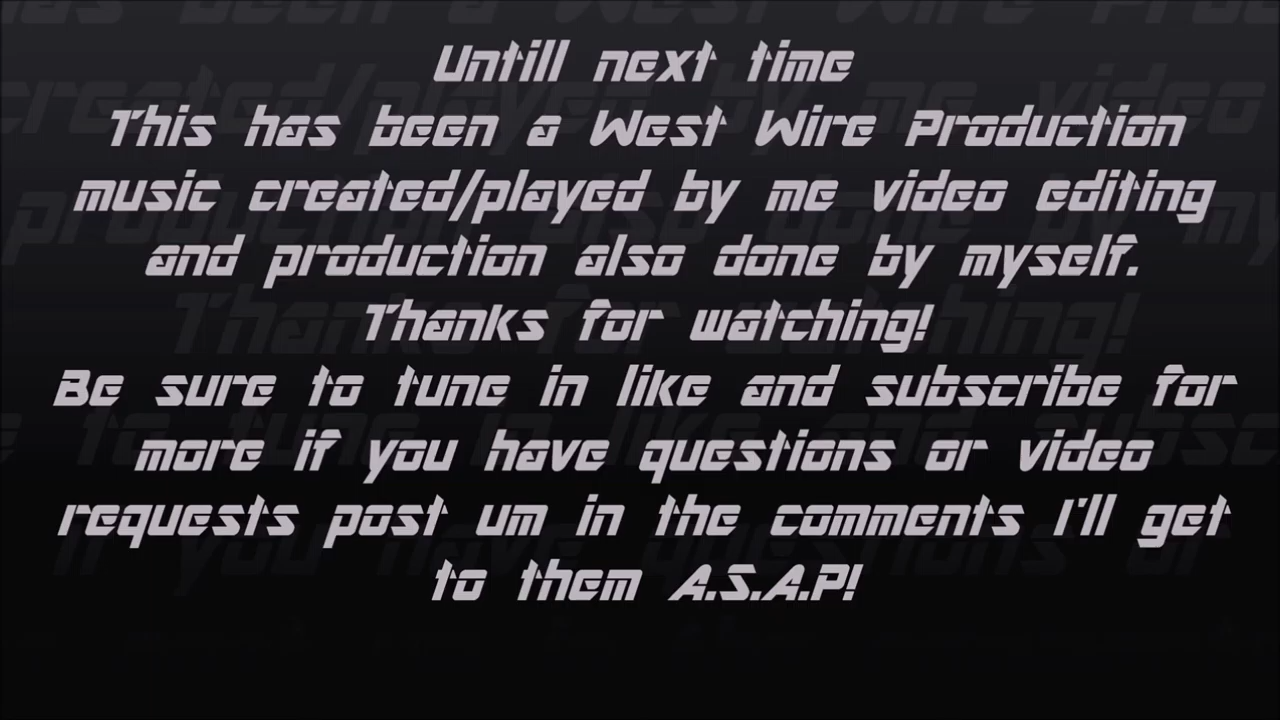 Untill next time
This has been a West Wire Production
music created/played by me video editing
and production also done by myself.
Thanks for watching!
Be sure to tune in like and subscribe for
more if you have questions or video
requests post um in the comments I'll get
to them A.S.A.P!